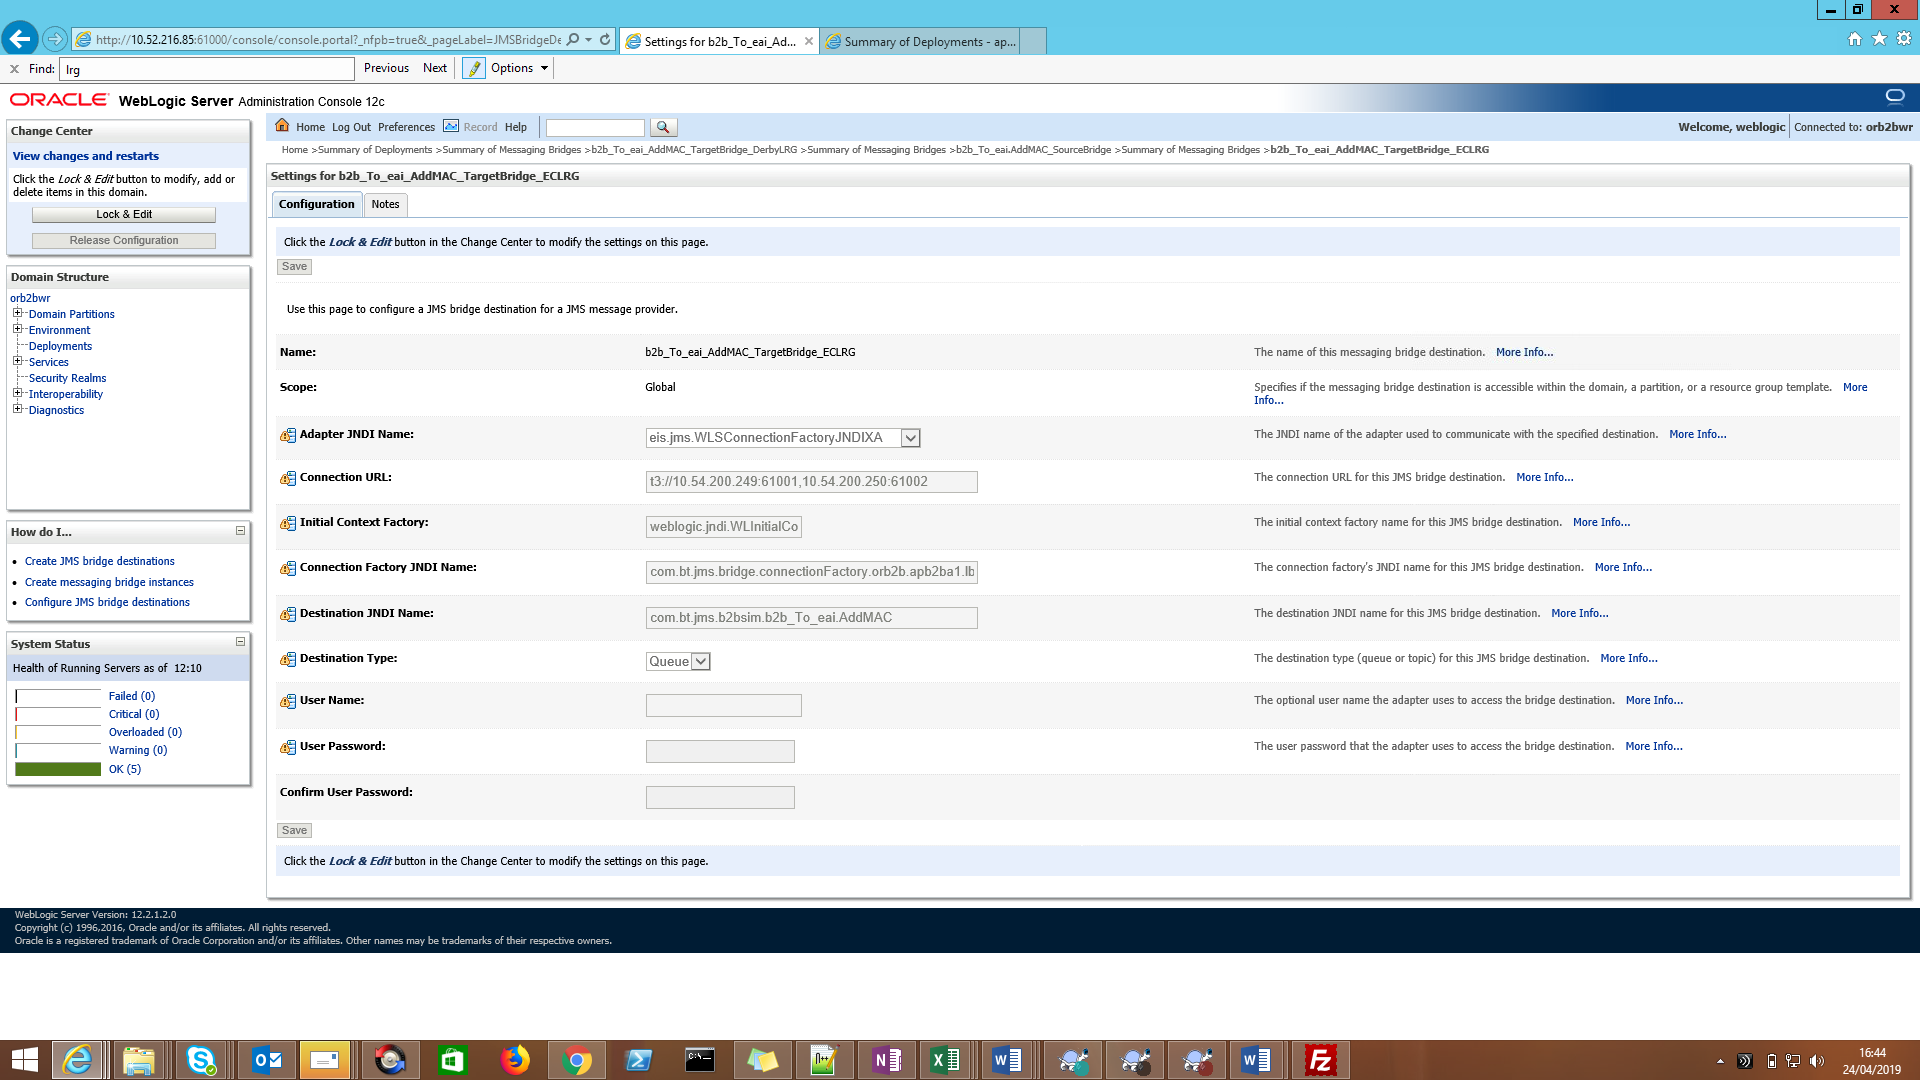 http://10.52.216.85:61000/console/console.portal?_nfpb=true&_pageLabel=JMSBridgeDe
Settings for b2b_To_eai_Ad...
Summary of Deployments - ap...
x Find: lrg Previous Next Options
ORACLE WebLogic Server Administration Console 12c
Change Center
View changes and restarts
Click the Lock & Edit button to modify, add or
delete items in this domain.
Lock & Edit
Release Configuration
Domain Structure
orb2bwr
Domain Partitions
Environment
Deployments
Services
Security Realms
Interoperability
Diagnostics
How do I...
Create JMS bridge destinations
Create messaging bridge instances
Configure JMS bridge destinations
System Status
Health of Running Servers as of 12:10
Failed (0)
Critical (0)
Overloaded (0)
Warning (0)
OK (5)
Home Log Out Preferences Record Help
Welcome, weblogic Connected to: orb2bwr
Home >Summary of Deployments >Summary of Messaging Bridges >b2b_To_eai_AddMAC_TargetBridge_DerbyLRG >Summary of Messaging Bridges >b2b_To_eai.AddMAC_SourceBridge >Summary of Messaging Bridges >b2b_To_eai_AddMAC_TargetBridge_ECLRG
Settings for b2b_To_eai_AddMAC_TargetBridge_ECLRG
Configuration Notes
Click the Lock & Edit button in the Change Center to modify the settings on this page.
Save
Use this page to configure a JMS bridge destination for a JMS message provider.
Name: b2b_To_eai_AddMAC_TargetBridge_ECLRG The name of this messaging bridge destination. More Info...
Scope: Global Specifies if the messaging bridge destination is accessible within the domain, a partition, or a resource group template. More
Info...
Adapter JNDI Name: eis.jms.WLSConnectionFactoryJNDIXA The JNDI name of the adapter used to communicate with the specified destination. More Info...
Connection URL: t3://10.54.200.249:61001,10.54.200.250:61002 The connection URL for this JMS bridge destination. More Info...
Initial Context Factory: weblogic.jndi.WLInitialCo The initial context factory name for this JMS bridge destination. More Info...
Connection Factory JNDI Name: com.bt.jms.bridge.connectionFactory.orb2b.apb2ba1.lb The connection factory's JNDI name for this JMS bridge destination. More Info...
Destination JNDI Name: com.bt.jms.b2bsim.b2b_To_eai.AddMAC The destination JNDI name for this JMS bridge destination. More Info...
Destination Type: Queue The destination type (queue or topic) for this JMS bridge destination. More Info...
User Name: The optional user name the adapter uses to access the bridge destination. More Info...
User Password: The user password that the adapter uses to access the bridge destination. More Info...
Confirm User Password:
Save
Click the Lock & Edit button in the Change Center to modify the settings on this page.
WebLogic Server Version: 12.2.1.2.0
Copyright (c) 1996,2016, Oracle and/or its affiliates. All rights reserved.
Oracle is a registered trademark of Oracle Corporation and/or its affiliates. Other names may be trademarks of their respective owners.
16:44
24/04/2019